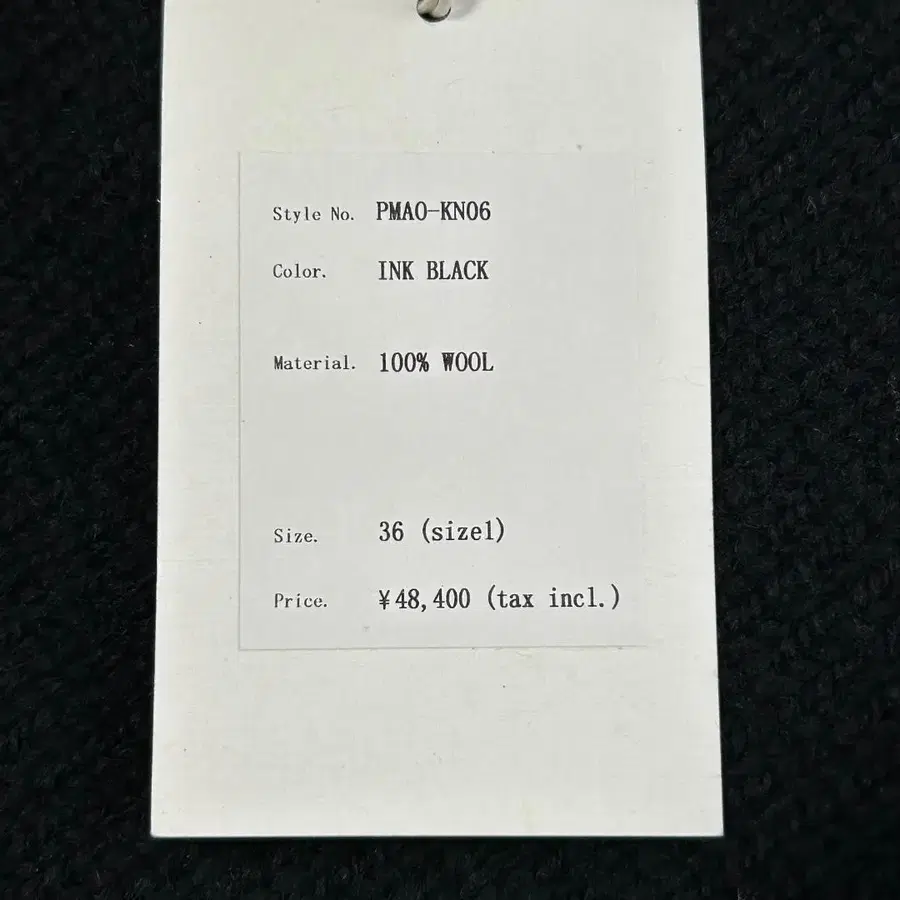 Style No. PMAO-KN06
Color. INK BLACK
Material. 100% WOOL
Size. 36 (size1)
Price. ¥48,400 (tax incl.)